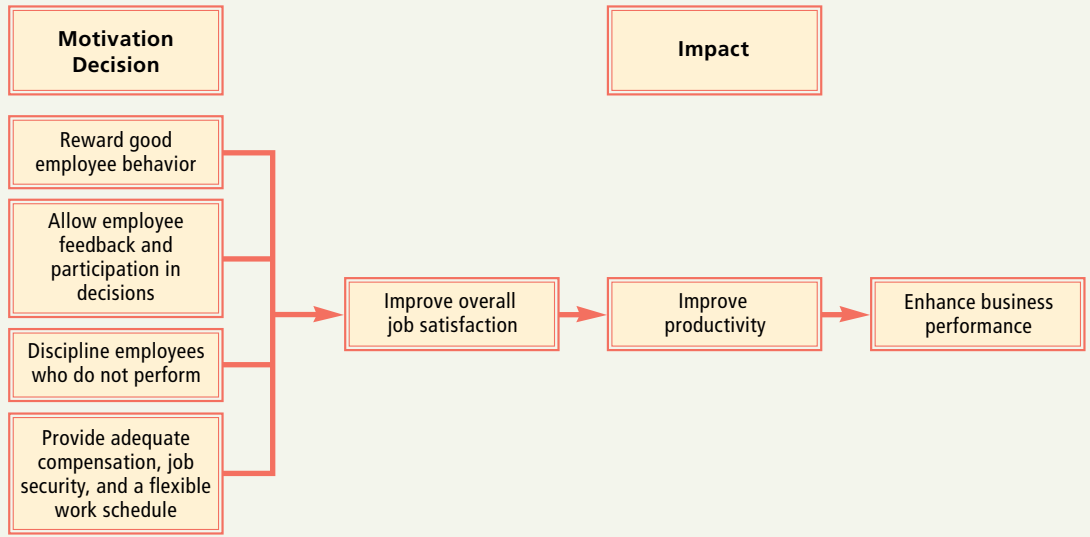 Motivation
Decision
Impact
Reward good
employee behavior
Allow employee
feedback and
participation in
decisions
Discipline employees
who do not perform
Provide adequate
compensation, job
security, and a flexible
work schedule
Improve overall
job satisfaction
Improve
productivity
Enhance business
performance